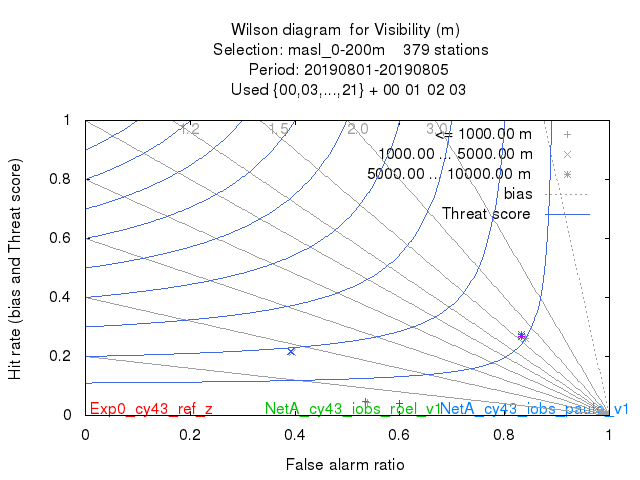 Wilson diagram  for Visibility (m)
Selection: masl_0-200m    379 stations
Period: 20190801-20190805
Used {00,03,...,21} + 00 01 02 03
1.2 1.5 2.0 3.0
<= 1000.00 m
1000.00 ... 5000.00 m
5000.00 ... 10000.00 m
bias
Threat score
Hit rate (bias and Threat score)
1
0.8
0.6
0.4
0.2
0
Exp0_cy43_ref_z NetA_cy43_iobs_roel_v1 NetA_cy43_iobs_paulo_v1
0 0.2 0.4 0.6 0.8 1
False alarm ratio